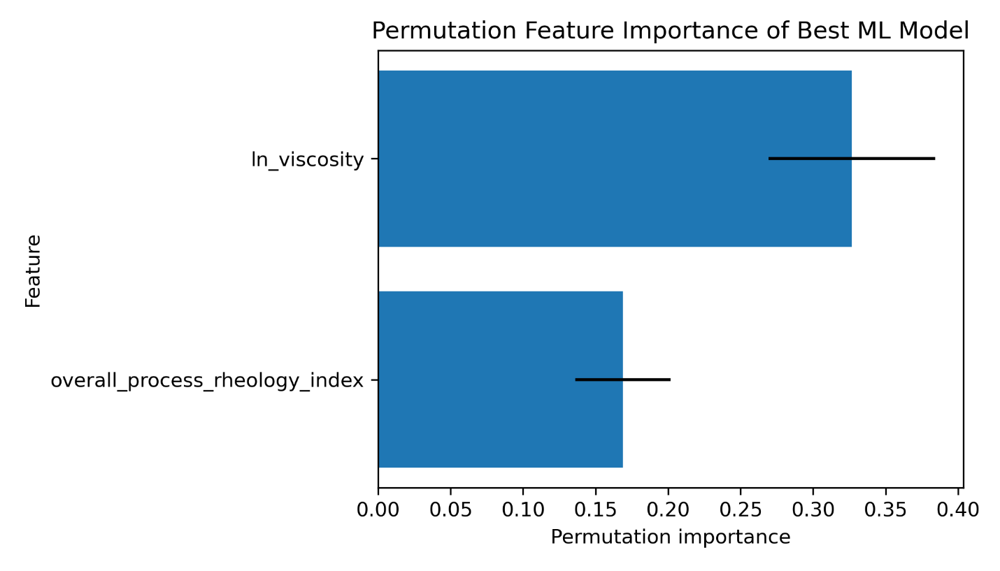 Permutation Feature Importance of Best ML Model
Feature
ln_viscosity
overall_process_rheology_index
0.00 0.05 0.10 0.15 0.20 0.25 0.30 0.35 0.40
Permutation importance